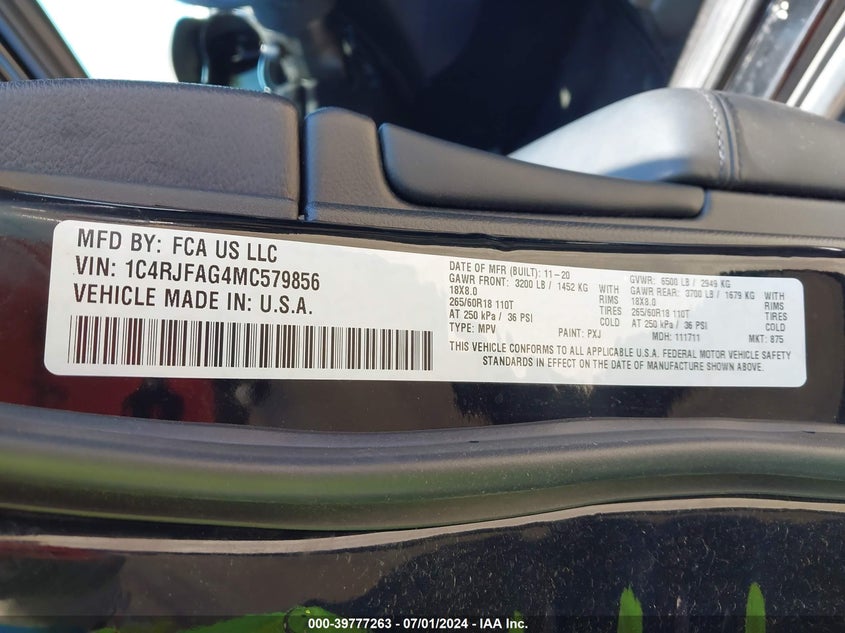 MFD BY: FCA US LLC
VIN: 1C4RJFAG4MC579856
VEHICLE MADE IN: U.S.A.
DATE OF MFR (BUILT): 11-20 GVWR: 6500 LB / 2949 KG
GAWR FRONT: 3200 LB / 1452 KG WITH GAWR REAR: 3700 LB / 1679 KG WITH
18X8.0 RIMS 18X8.0 RIMS
265/60R18 110T TIRES 265/60R18 110T TIRES
AT 250 kPa / 36 PSI COLD AT 250 kPa / 36 PSI COLD
TYPE: MPV PAINT: PXJ MDH: 111711 MKT: 875
THIS VEHICLE CONFORMS TO ALL APPLICABLE U.S.A. FEDERAL MOTOR VEHICLE SAFETY
STANDARDS IN EFFECT ON THE DATE OF MANUFACTURE SHOWN ABOVE.
000-39777263 - 07/01/2024 - IAA Inc.